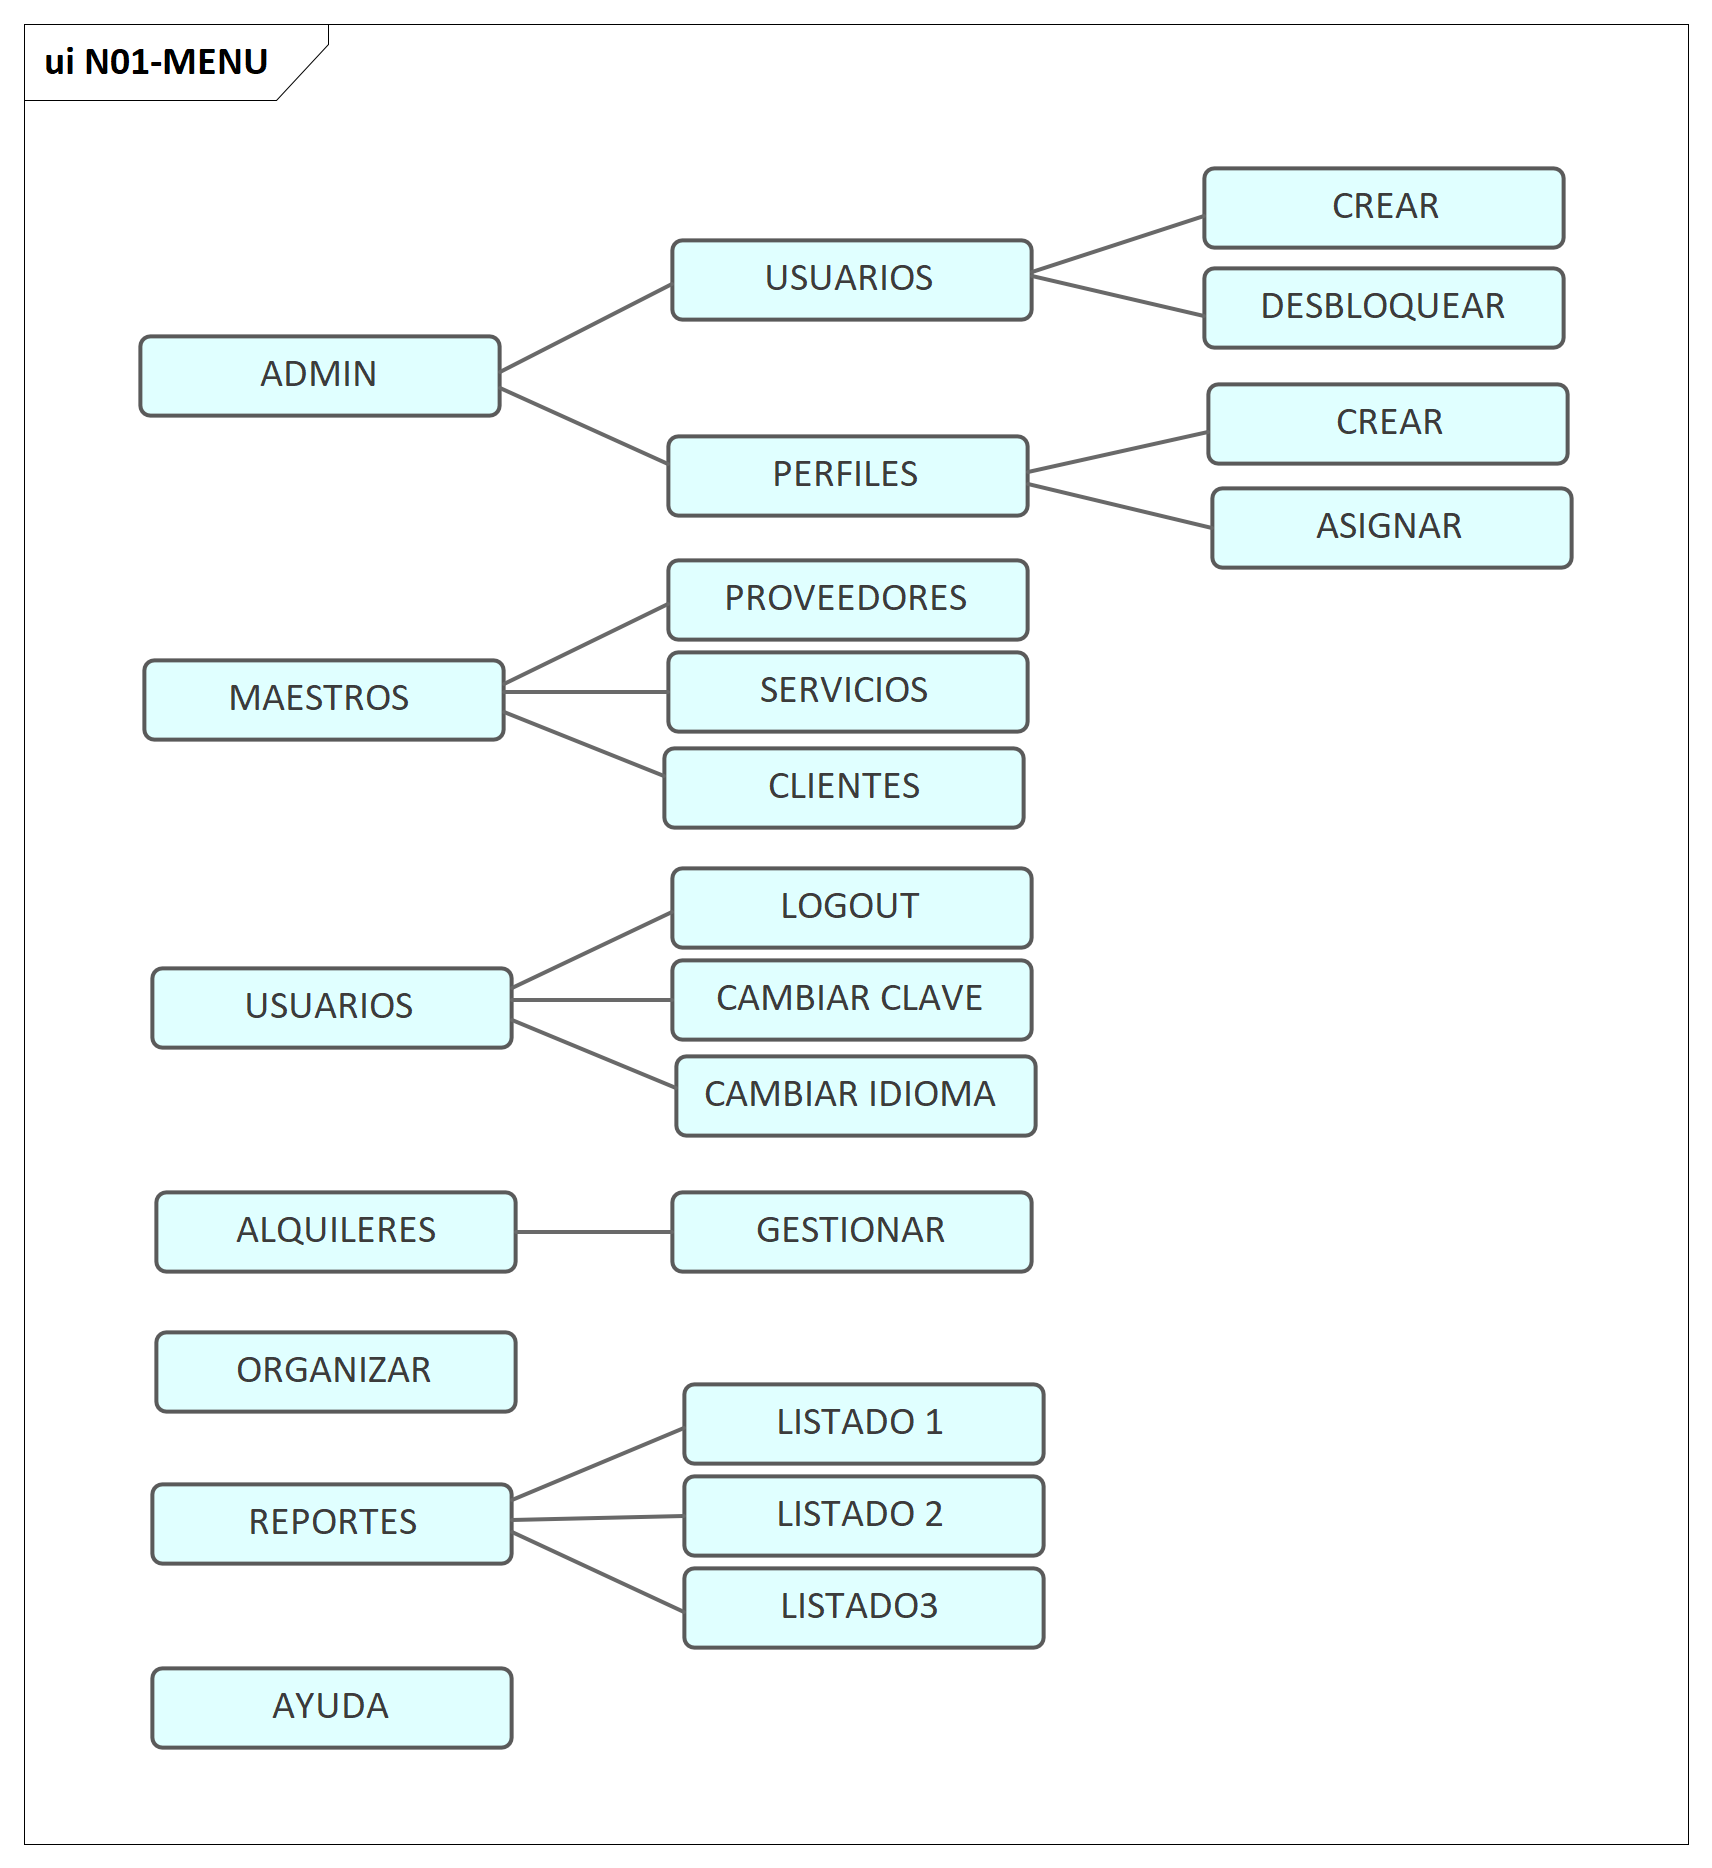 ui N01-MENU
ADMIN
USUARIOS
CREAR
DESBLOQUEAR
PERFILES
CREAR
ASIGNAR
MAESTROS
PROVEEDORES
SERVICIOS
CLIENTES
USUARIOS
LOGOUT
CAMBIAR CLAVE
CAMBIAR IDIOMA
ALQUILERES
GESTIONAR
ORGANIZAR
REPORTES
LISTADO 1
LISTADO 2
LISTADO3
AYUDA